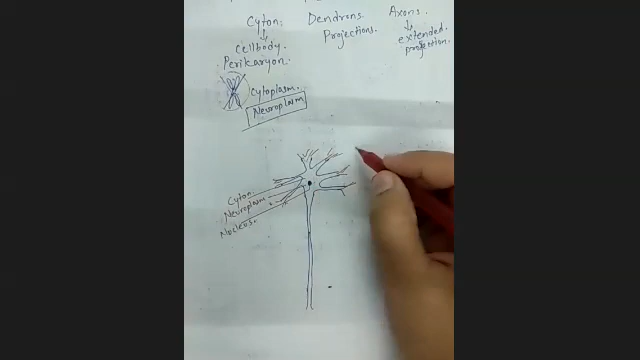 Cyton. Dendrons. Axons.
Cellbody. Projections. extended
Perikaryon. projection.
Cytoplasm.
Neuroplasm
Cyton.
Neuroplasm
Nucleus.